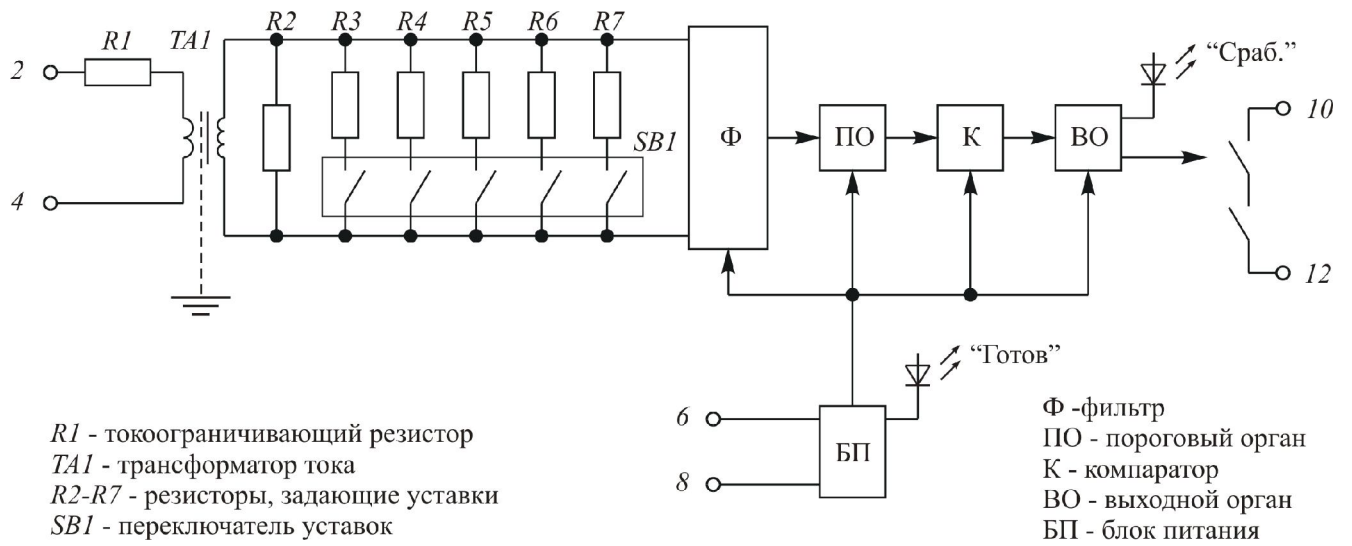 R1
TA1
R2
R3
R4
R5
R6
R7
“Сраб.”
2
4
SB1
Ф
ПО
К
ВО
10
12
“Готов”
6
8
БП
R1 - токоограничивающий резистор
TA1 - трансформатор тока
R2-R7 - резисторы, задающие уставки
SB1 - переключатель уставок
Ф -фильтр
ПО - пороговый орган
К - компаратор
ВО - выходной орган
БП - блок питания